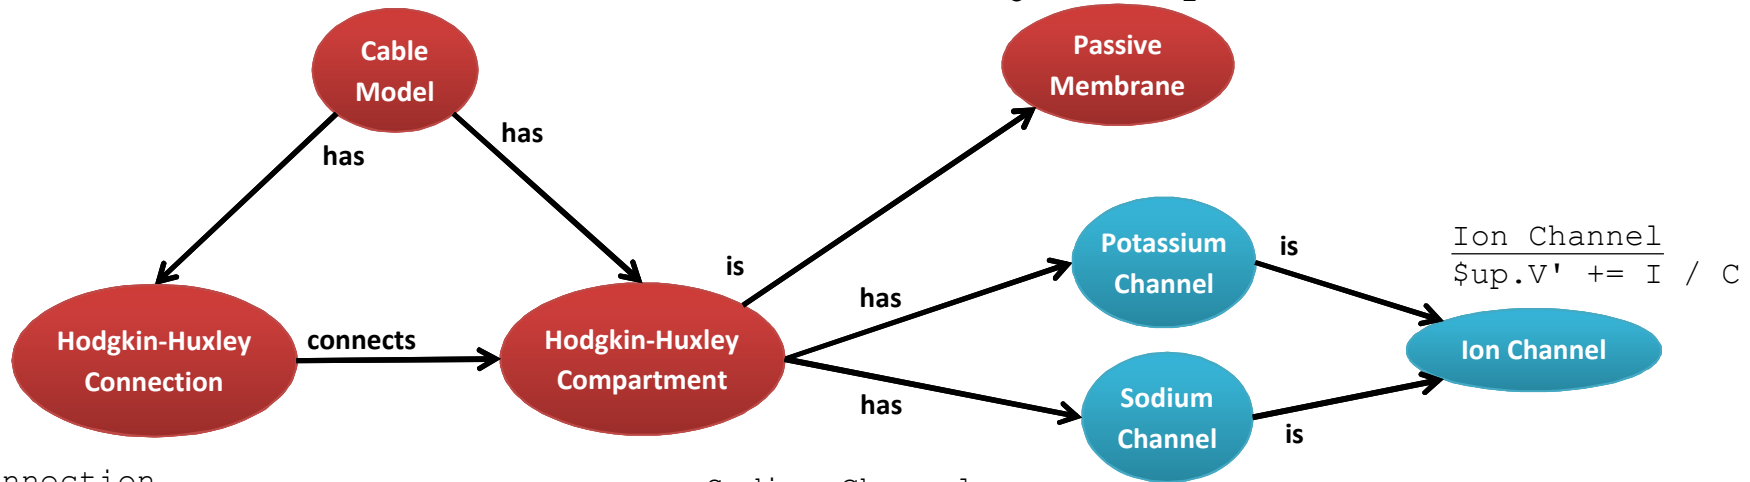 Cable
Model
Passive
Membrane
has
has
is
Potassium
Channel
is
Ion Channel
$up.V' += I / C
has
Hodgkin-Huxley
Connection
connects
Hodgkin-Huxley
Compartment
Ion Channel
has
Sodium
Channel
is